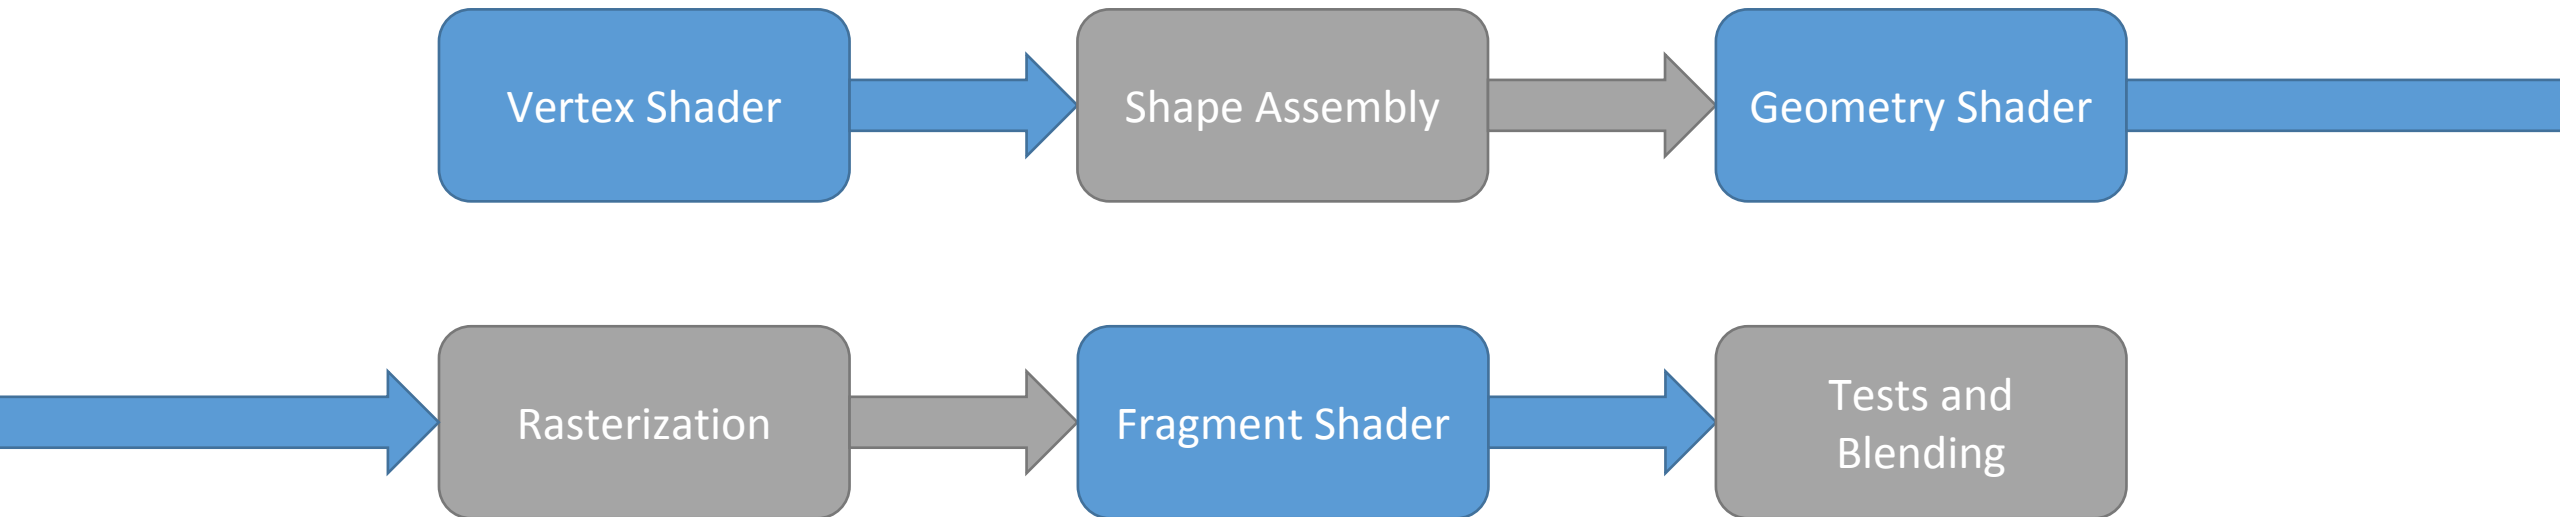 Vertex Shader
Shape Assembly
Geometry Shader
Rasterization
Fragment Shader
Tests and
Blending